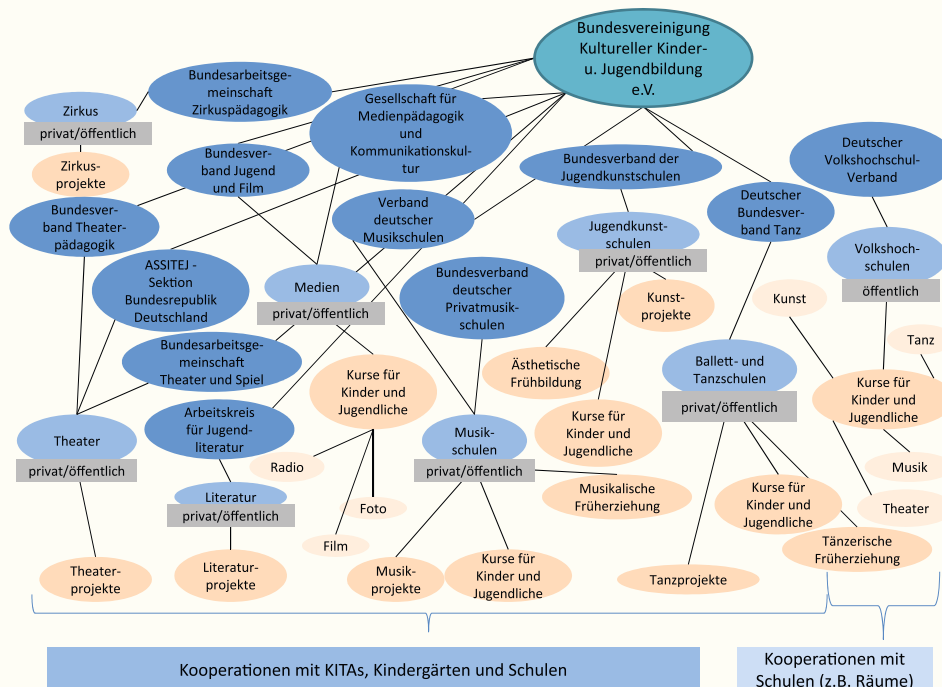 Bundesvereinigung
Kultureller Kinder-
u. Jugendbildung
e.V.
Bundesarbeitsge-
meinschaft
Zirkuspädagogik
Zirkus
privat/öffentlich
Zirkus-
projekte
Gesellschaft für
Medienpädagogik
und
Kommunikationskul-
tur
Bundesver-
band Jugend
und Film
Bundesverband der
Jugendkunstschulen
Deutscher
Volkshochschul-
Verband
Bundesver-
band Theater-
pädagogik
Verband
deutscher
Musikschulen
Deutscher
Bundesver-
band Tanz
Jugendkunst-
schulen
privat/öffentlich
Volkshoch-
schulen
öffentlich
ASSITEJ -
Sektion
Bundesrepublik
Deutschland
Medien
privat/öffentlich
Bundesverband
deutscher
Privatmusik-
schulen
Kunst-
projekte
Kunst
Tanz
Bundesarbeitsge-
meinschaft
Theater und Spiel
Kurse für
Kinder und
Jugendliche
Ästhetische
Frühbildung
Ballett- und
Tanzschulen
privat/öffentlich
Kurse für
Kinder und
Jugendliche
Theater
privat/öffentlich
Arbeitskreis
für Jugend-
literatur
Musik-
schulen
privat/öffentlich
Kurse für
Kinder und
Jugendliche
Radio
Musik
Literatur
privat/öffentlich
Foto
Film
Musikalische
Früherziehung
Kurse für
Kinder und
Jugendliche
Theater
Tänzerische
Früherziehung
Theater-
projekte
Literatur-
projekte
Musik-
projekte
Kurse für
Kinder und
Jugendliche
Tanzprojekte
Kooperationen mit KITAs, Kindergärten und Schulen
Kooperationen mit
Schulen (z.B. Räume)